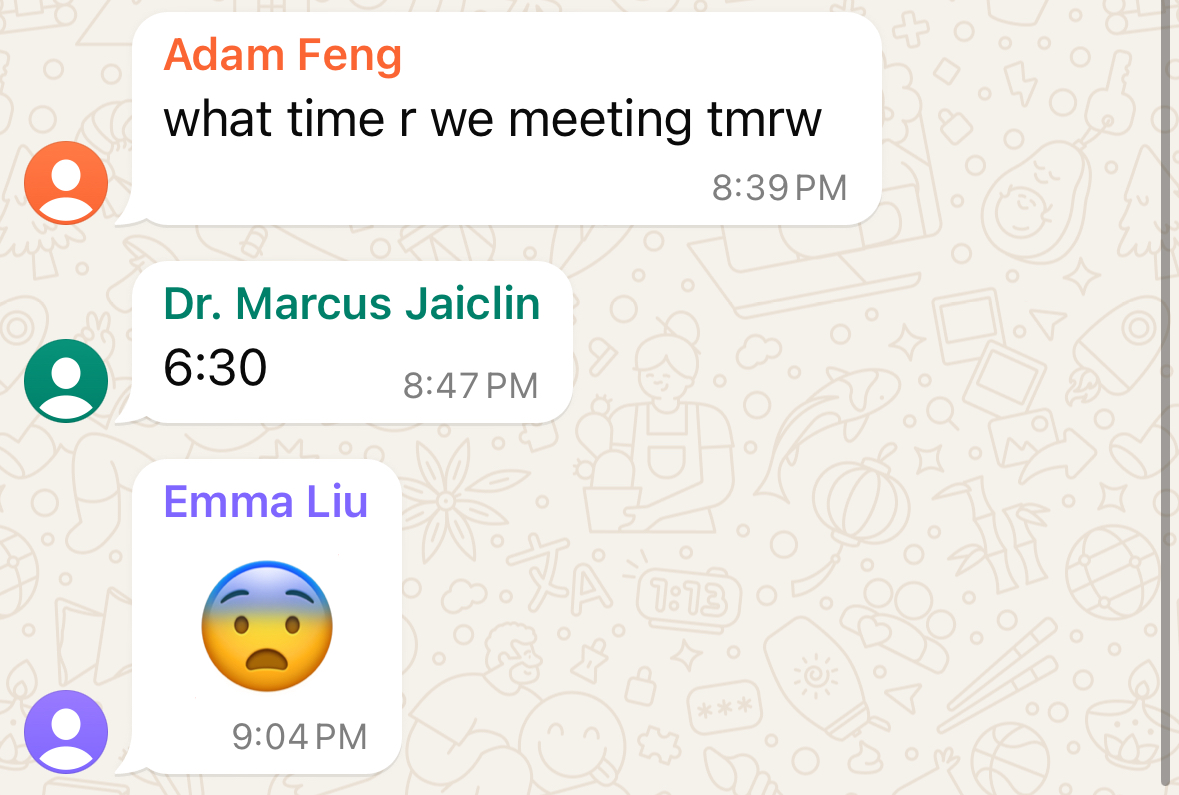 Adam Feng
what time r we meeting tmrw
8:39 PM
Dr. Marcus Jaiclin
6:30
8:47 PM
Emma Liu
😨
9:04 PM